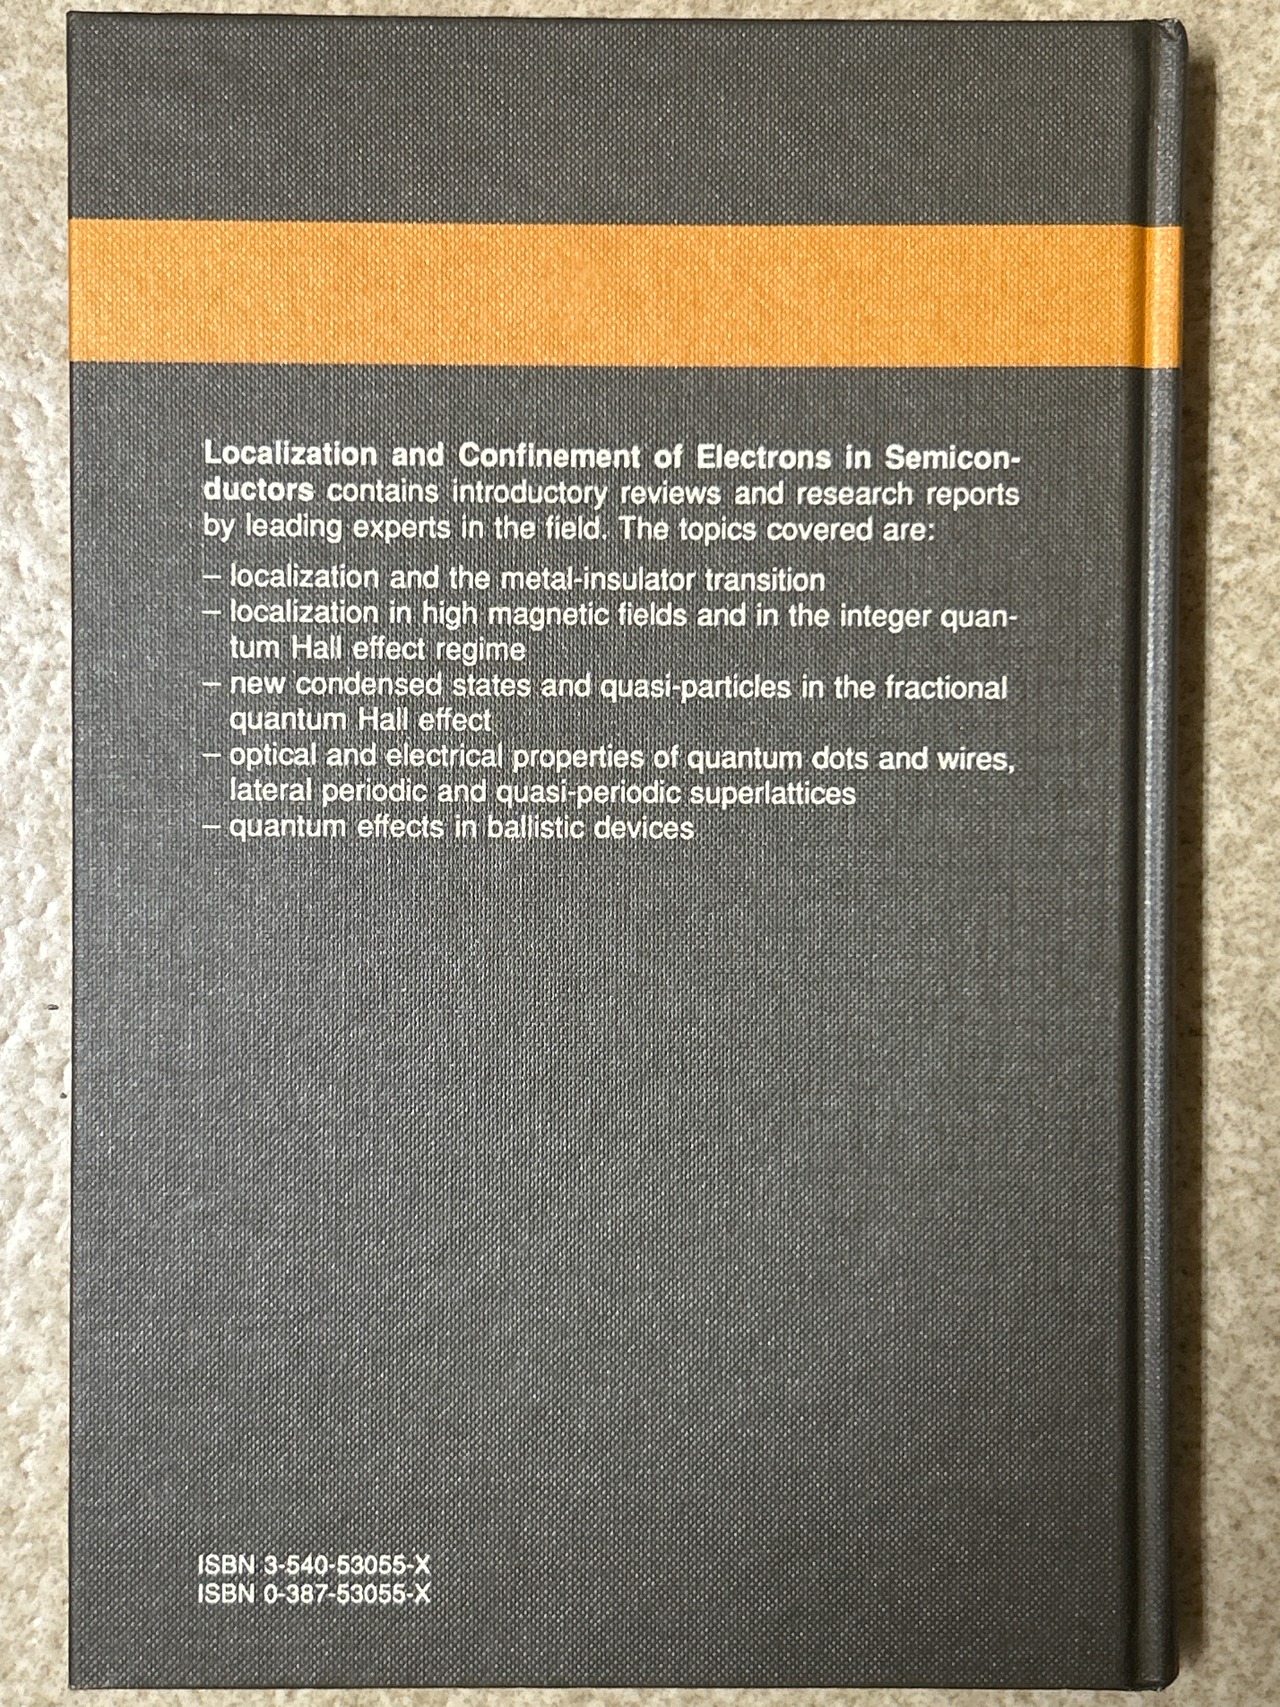 Localization and Confinement of Electrons in Semicon-
ductors contains introductory reviews and research reports
by leading experts in the field. The topics covered are:
– localization and the metal-insulator transition
– localization in high magnetic fields and in the integer quan-
tum Hall effect regime
– new condensed states and quasi-particles in the fractional
quantum Hall effect
– optical and electrical properties of quantum dots and wires,
lateral periodic and quasi-periodic superlattices
– quantum effects in ballistic devices
ISBN 3-540-53055-X
ISBN 0-387-53055-X